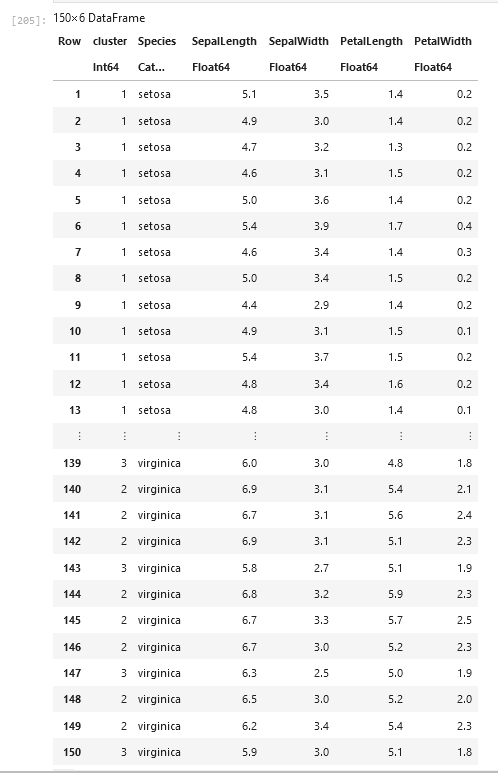 [205]: 150×6 DataFrame
Row cluster Species SepalLength SepalWidth PetalLength PetalWidth
Int64 Cat... Float64 Float64 Float64 Float64
1 1 setosa 5.1 3.5 1.4 0.2
2 1 setosa 4.9 3.0 1.4 0.2
3 1 setosa 4.7 3.2 1.3 0.2
4 1 setosa 4.6 3.1 1.5 0.2
5 1 setosa 5.0 3.6 1.4 0.2
6 1 setosa 5.4 3.9 1.7 0.4
7 1 setosa 4.6 3.4 1.4 0.3
8 1 setosa 5.0 3.4 1.5 0.2
9 1 setosa 4.4 2.9 1.4 0.2
10 1 setosa 4.9 3.1 1.5 0.1
11 1 setosa 5.4 3.7 1.5 0.2
12 1 setosa 4.8 3.4 1.6 0.2
13 1 setosa 4.8 3.0 1.4 0.1
⋮ ⋮ ⋮ ⋮ ⋮ ⋮ ⋮
139 3 virginica 6.0 3.0 4.8 1.8
140 2 virginica 6.9 3.1 5.4 2.1
141 2 virginica 6.7 3.1 5.6 2.4
142 2 virginica 6.9 3.1 5.1 2.3
143 3 virginica 5.8 2.7 5.1 1.9
144 2 virginica 6.8 3.2 5.9 2.3
145 2 virginica 6.7 3.3 5.7 2.5
146 2 virginica 6.7 3.0 5.2 2.3
147 3 virginica 6.3 2.5 5.0 1.9
148 2 virginica 6.5 3.0 5.2 2.0
149 2 virginica 6.2 3.4 5.4 2.3
150 3 virginica 5.9 3.0 5.1 1.8